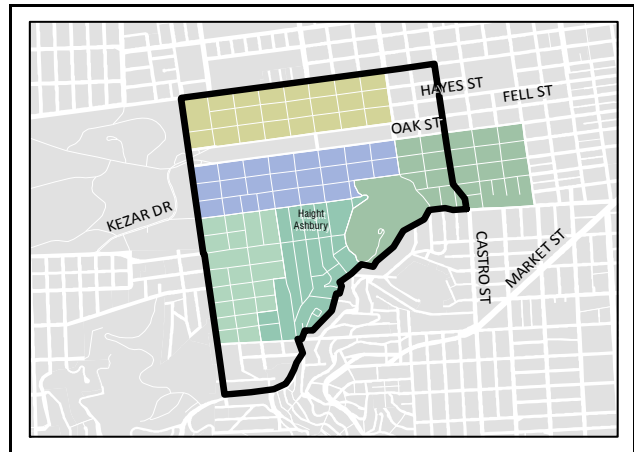 HAYES ST
FELL ST
OAK ST
KEZAR DR
Haight
Ashbury
CASTRO ST
MARKET ST